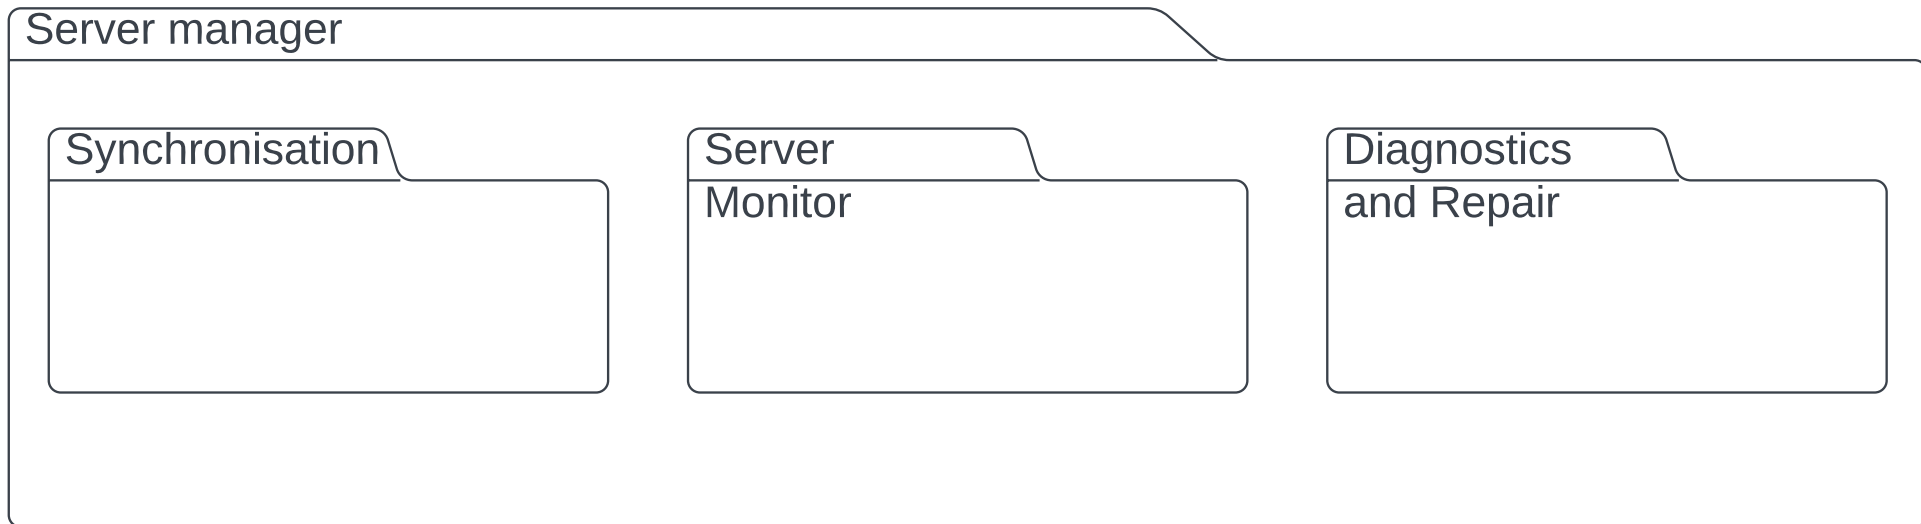 Server manager
Synchronisation
Server
Monitor
Diagnostics
and Repair